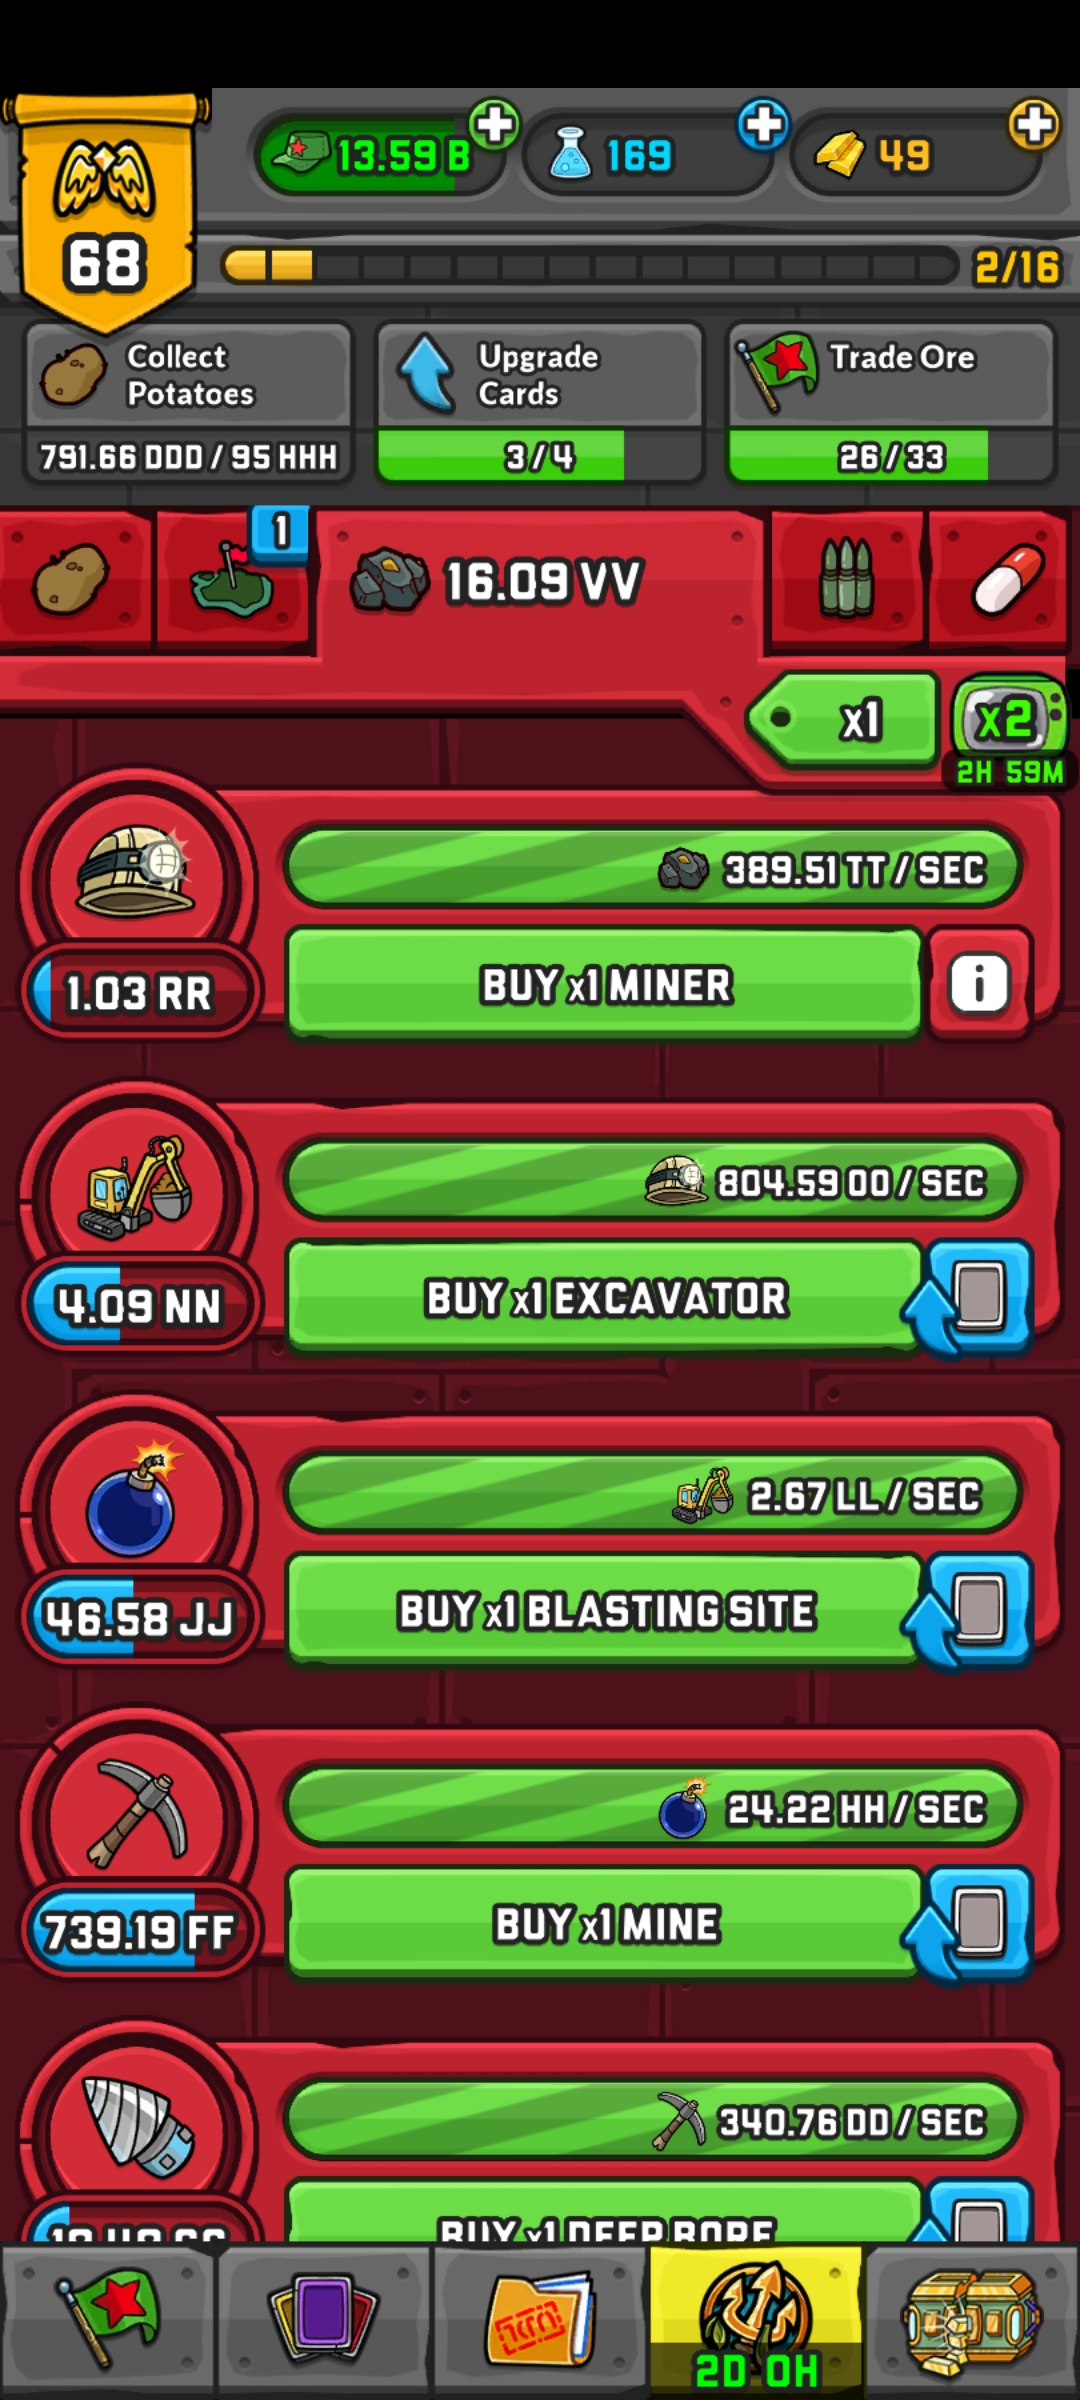 13.59 B
169
49
68
2/16
Collect
Potatoes
791.66 DDD / 95 HHH
Upgrade
Cards
3/4
Trade Ore
26/33
1
16.09 VV
x1
x2
2H 59M
389.51 TT / SEC
1.03 RR
BUY x1 MINER
i
804.59 OO / SEC
4.09 NN
BUY x1 EXCAVATOR
2.67 LL / SEC
46.58 JJ
BUY x1 BLASTING SITE
24.22 HH / SEC
739.19 FF
BUY x1 MINE
340.76 DD / SEC
BUY x1 DEEP BORE
2D 0H